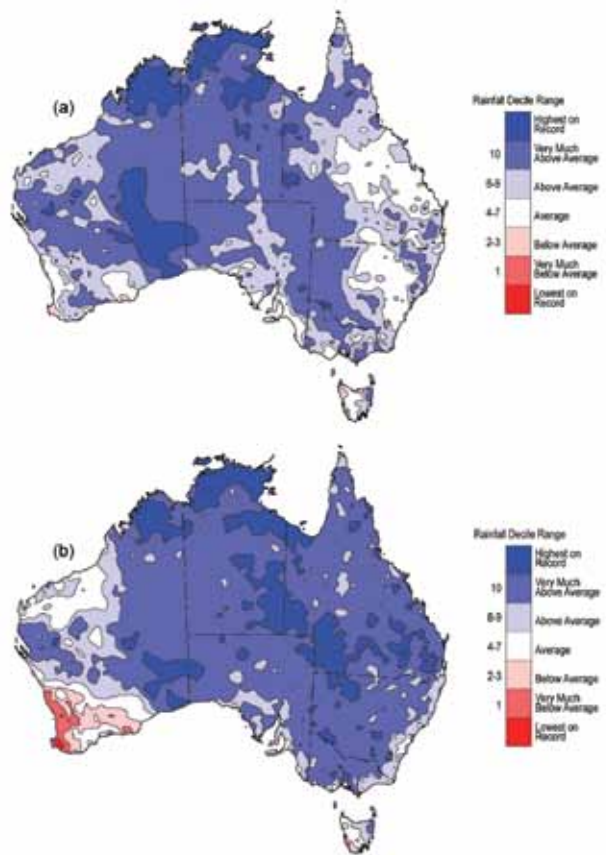 (a)
Rainfall Decile Range
Highest on
Record
10
Very Much
Above Average
8-9
Above Average
4-7
Average
2-3
Below Average
1
Very Much
Below Average
Lowest on
Record
(b)
Rainfall Decile Range
Highest on
Record
10
Very Much
Above Average
8-9
Above Average
4-7
Average
2-3
Below Average
1
Very Much
Below Average
Lowest on
Record